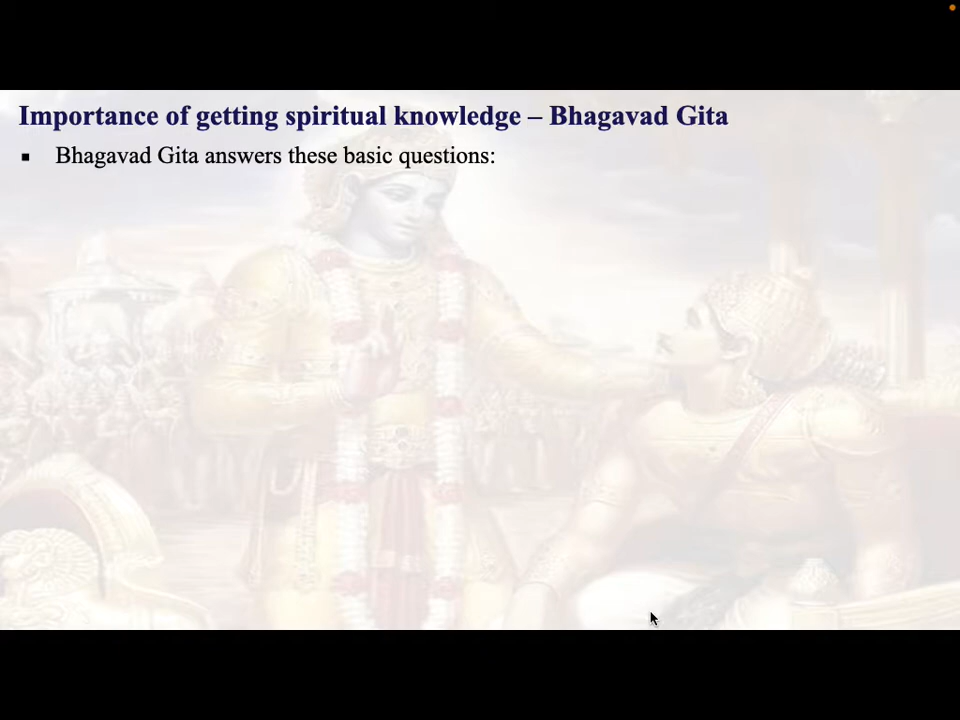 Importance of getting spiritual knowledge – Bhagavad Gita
▪ Bhagavad Gita answers these basic questions: